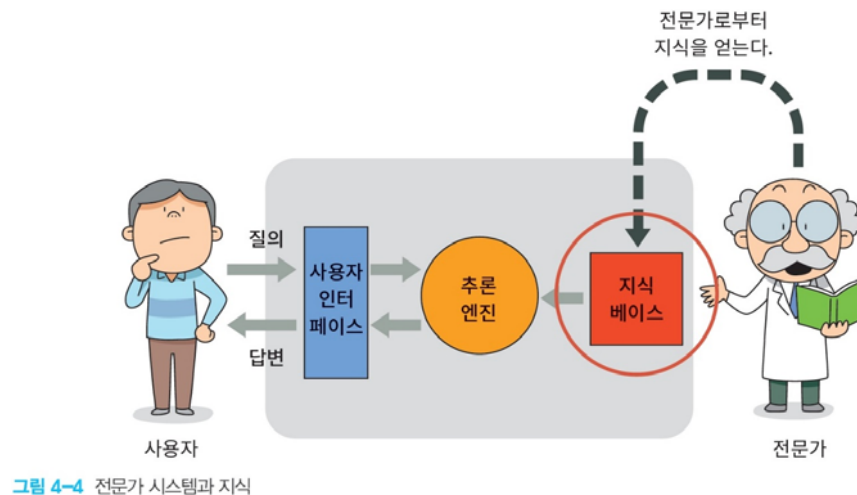 전문가로부터
지식을 얻는다.
질의
사용자
인터
페이스
추론
엔진
지식
베이스
답변
사용자
전문가
그림 4-4 전문가 시스템과 지식